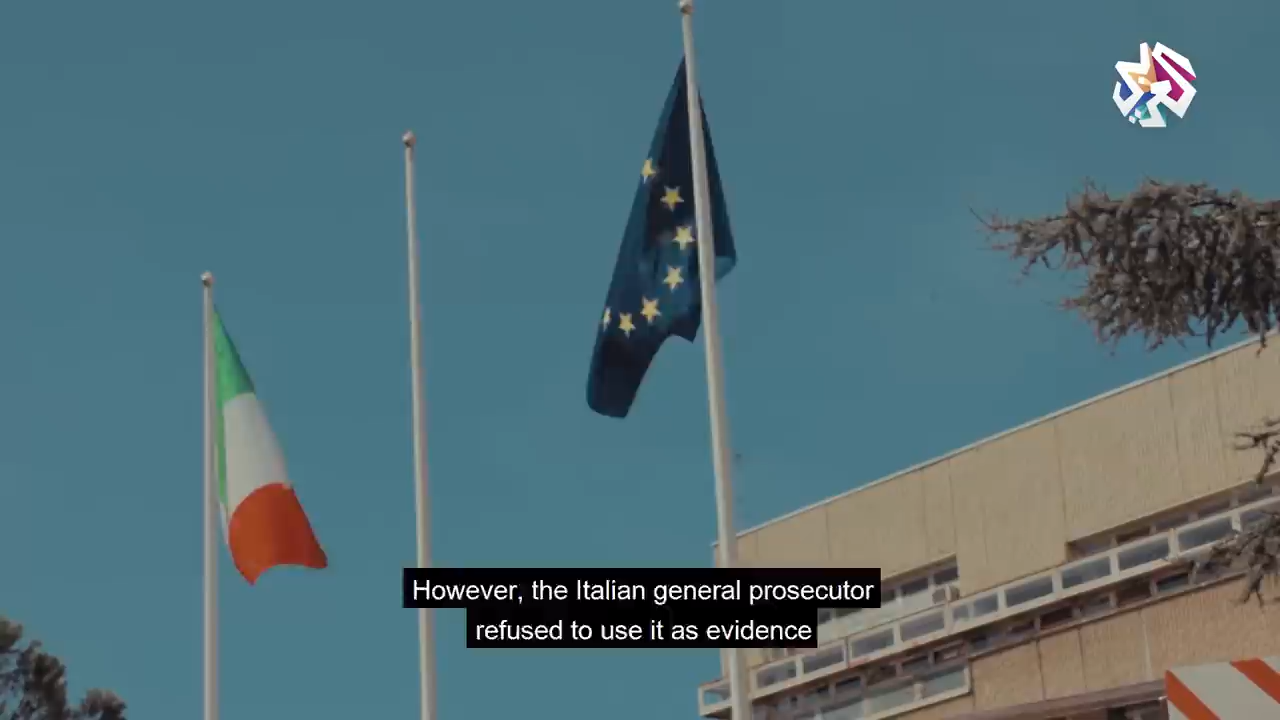 However, the Italian general prosecutor
refused to use it as evidence